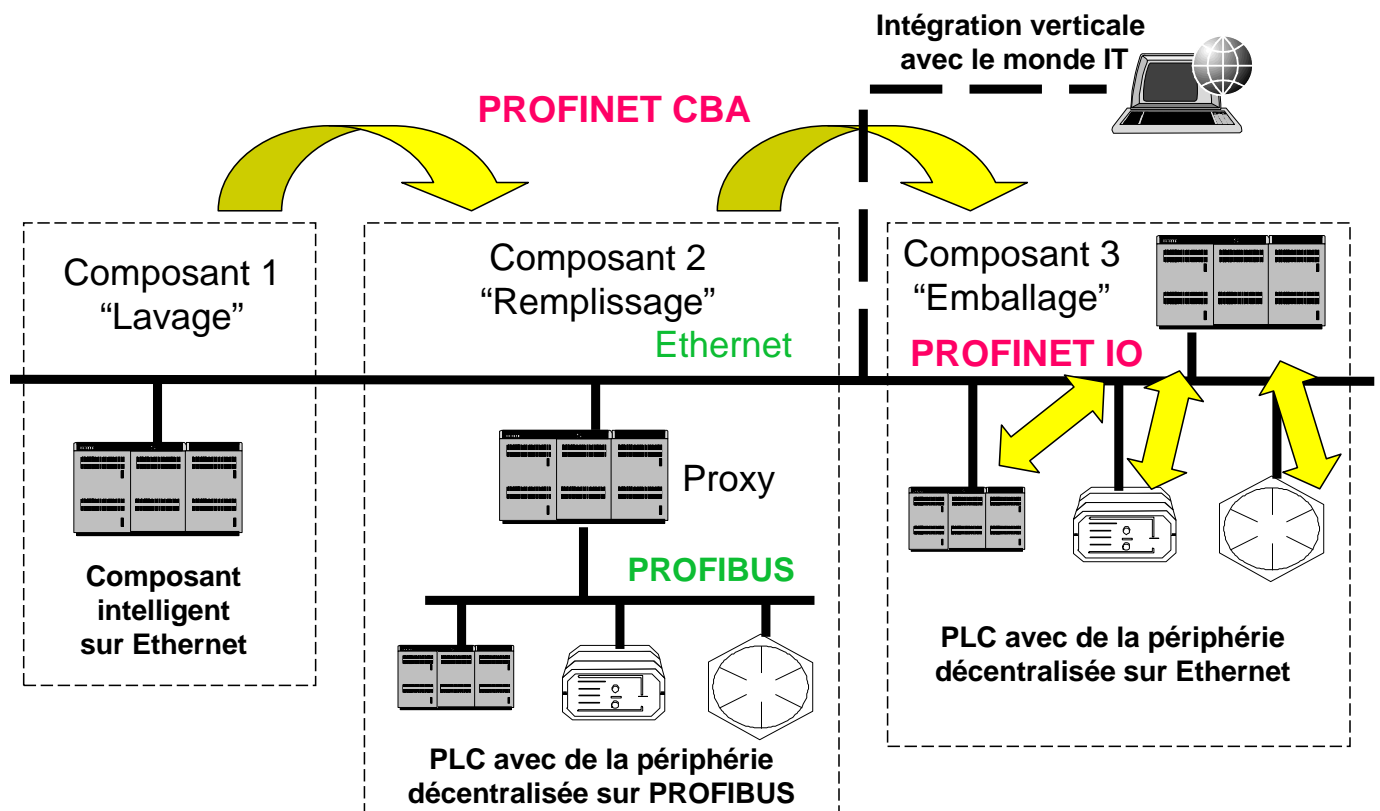 Intégration verticale
avec le monde IT
PROFINET CBA
Composant 1
“Lavage”
Composant 2
“Remplissage”
Composant 3
“Emballage”
Ethernet
PROFINET IO
Proxy
Composant
intelligent
sur Ethernet
PROFIBUS
PLC avec de la périphérie
décentralisée sur PROFIBUS
PLC avec de la périphérie
décentralisée sur Ethernet